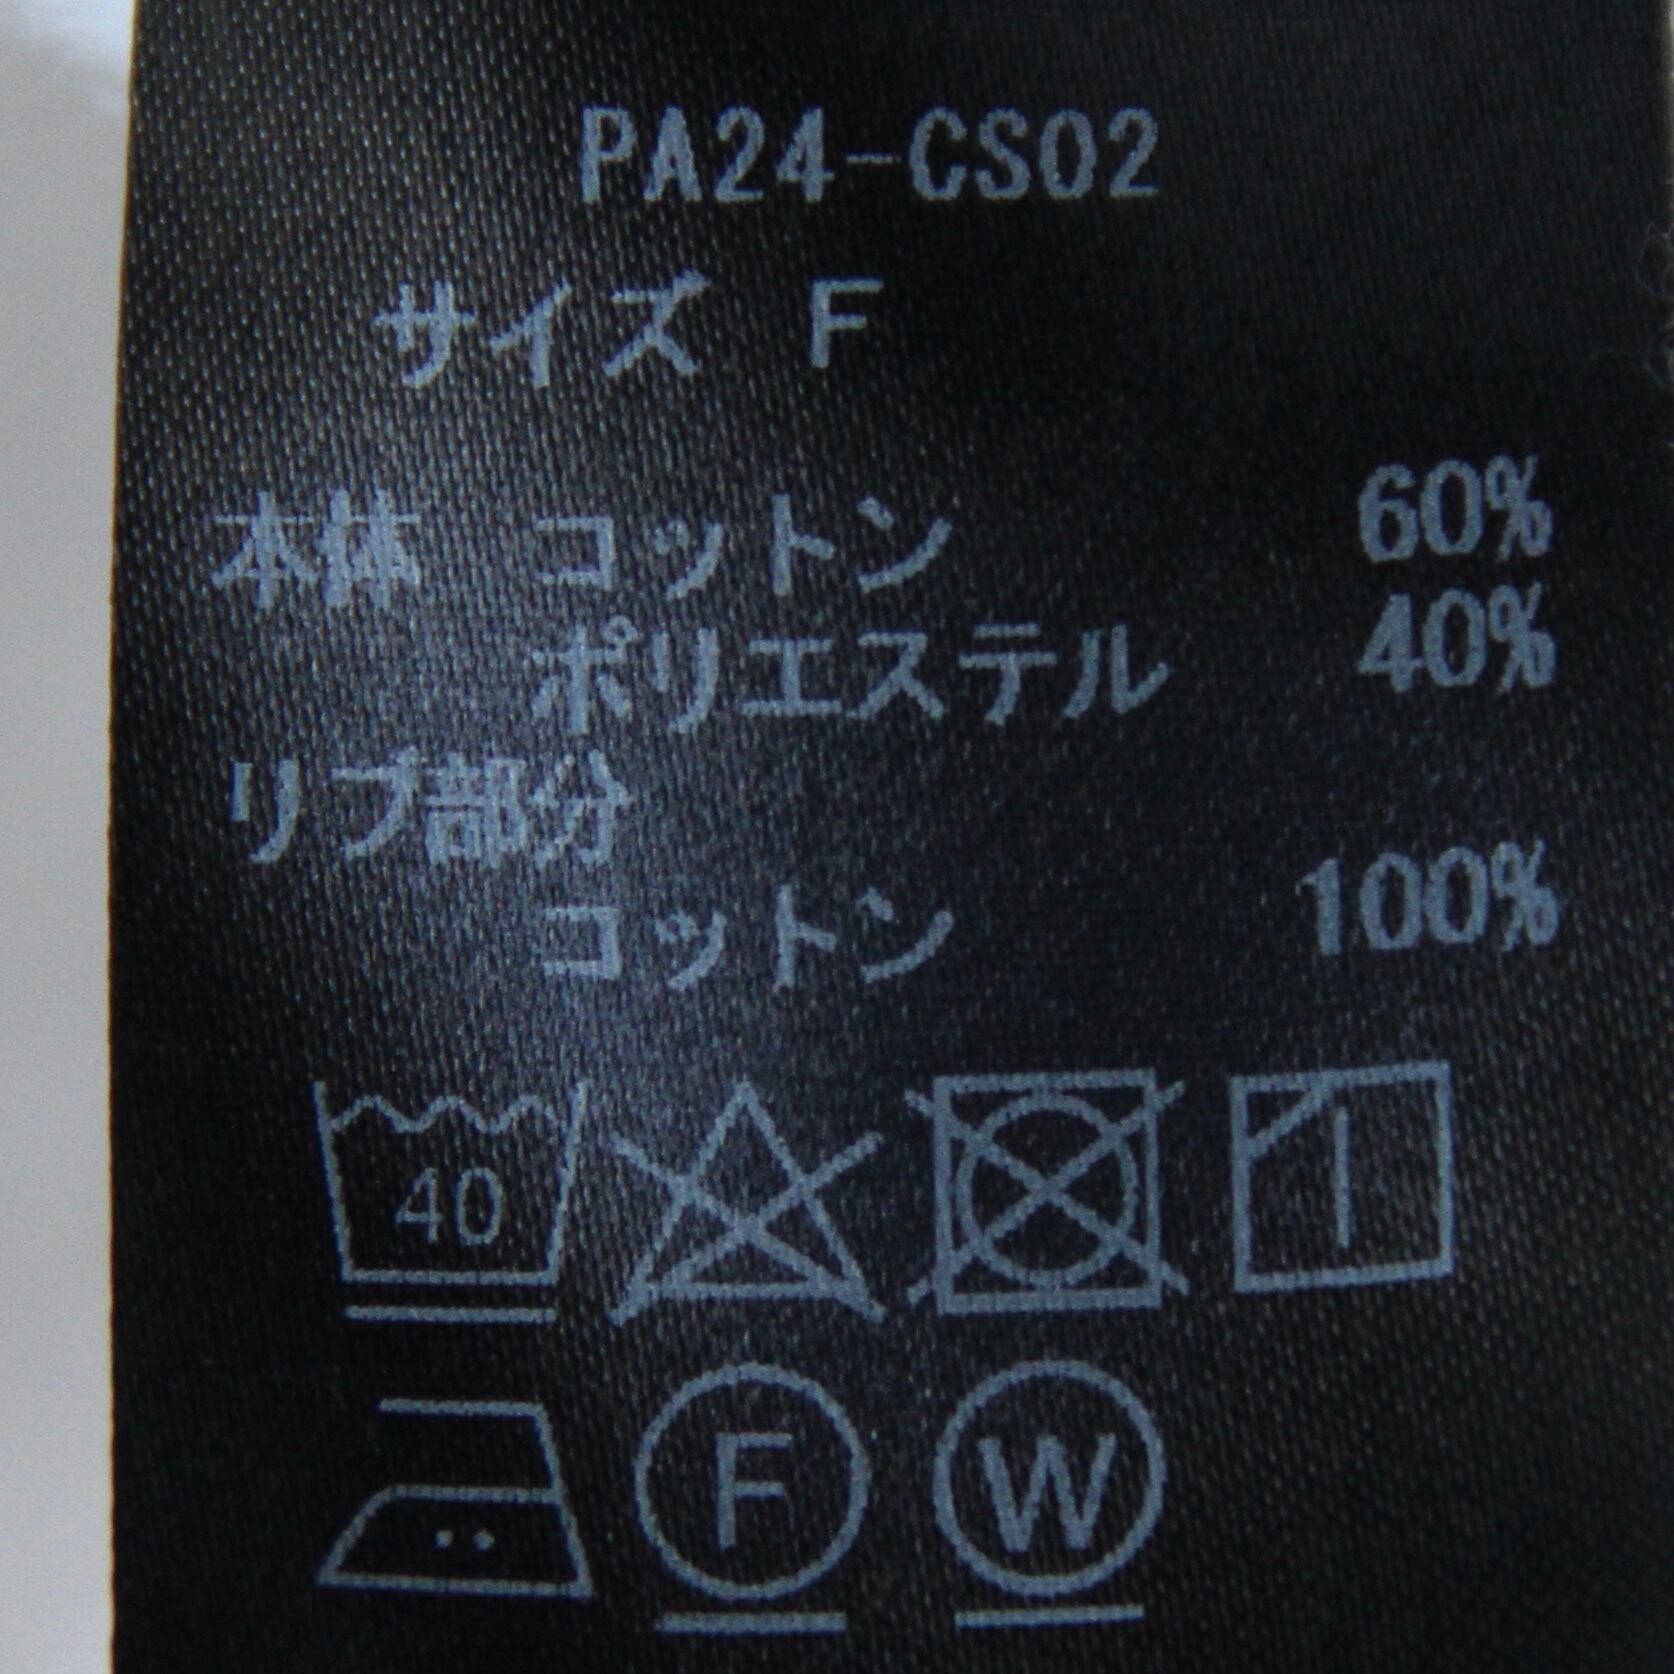 PA24-CS02
サイズ F
本体 コットン 60%
ポリエステル 40%
リブ部分
コットン 100%
40
F W